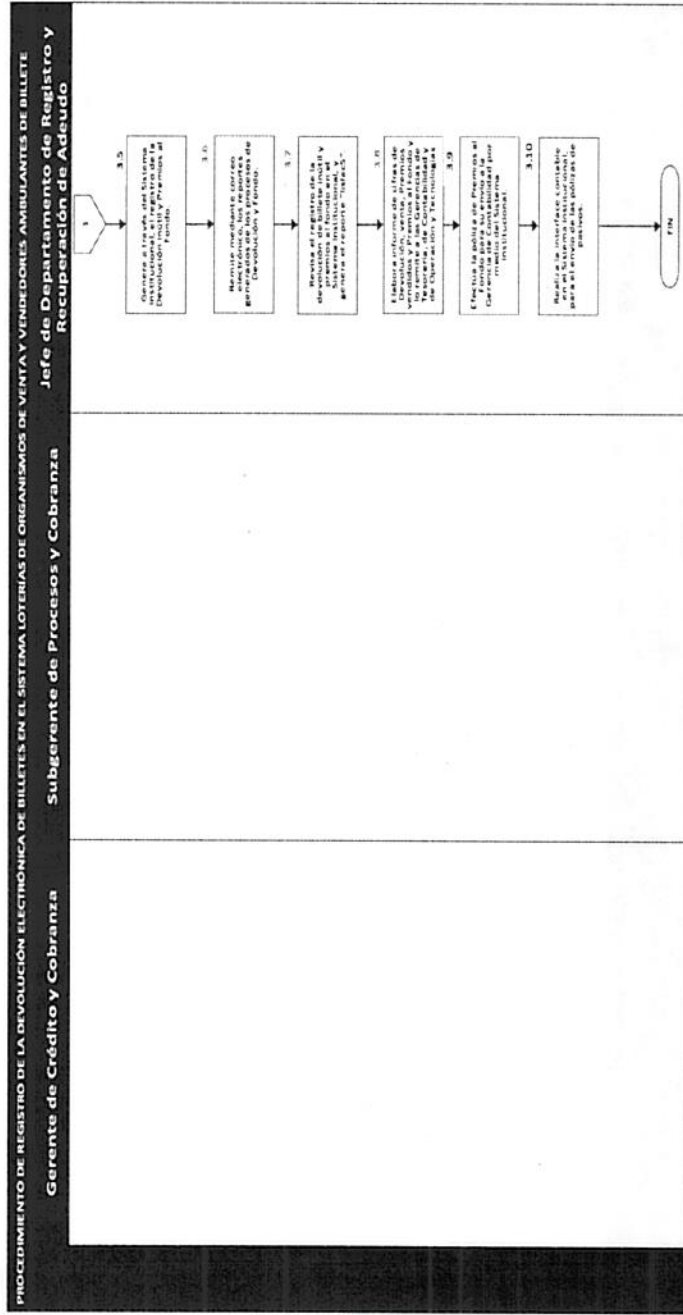 PROCEDIMIENTO DE REGISTRO DE LA DEVOLUCIÓN ELECTRÓNICA DE BILLETES EN EL SISTEMA LOTERÍAS DE ORGANISMOS DE VENTA Y VENDEDORES AMBULANTES DE BILLETE
Gerente de Crédito y Cobranza
Subgerente de Procesos y Cobranza
Jefe de Departamento de Registro y
Recuperación de Adeudo
3.5
Genera a través del Sistema
Institucional, el registro de la
Devolución Inútil y Premios al
Fondo.
3.6
Remite mediante correo
electrónico, los reportes
generados de los procesos de
Devolución y Fondo.
3.7
Revisa el registro de la
devolución de billete inútil y
premios al fondo en el
Sistema Institucional, y
genera el reporte
3.8
Elabora informe de cifras de
Devolución, venta, Premios
vendidos y Premios al Fondo y
lo remite a las Gerencias de
Tesorería, de Contabilidad y
de Operación y Tecnologías
3.9
Efectua la póliza de Premios al
Fondo para su envío a la
Gerencia de Contabilidad por
medio del Sistema
Institucional.
3.10
Realiza la interface contable
en el Sistema Institucional,
para el envío de las pólizas de
pasivos.
FIN